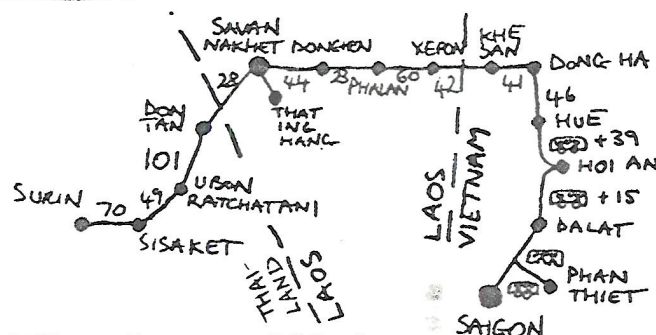 SAVAN
NAKHET
DONGHEN
XEPON
KHE
SAN
DONG HA
28
44
23
PHALAN
60
42
41
46
DON
TAN
THAT
ING
HANG
HUE
+39
HOI AN
101
+15
UBON
RATCHATANI
SURIN
70
49
SISAKET
DALAT
LAOS
VIETNAM
THAI-
LAND
LAOS
PHAN
THIET
SAIGON